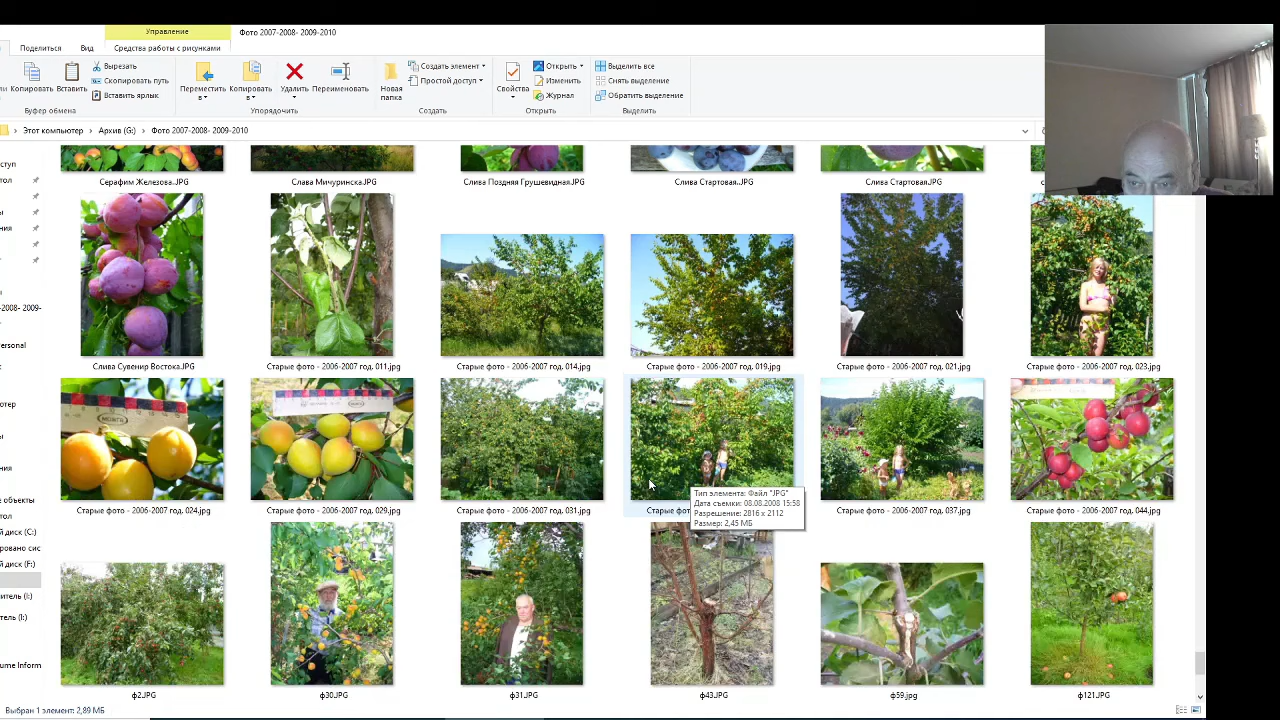 Управление
Фото 2007-2008- 2009-2010
Поделиться
Вид
Средства работы с рисунками
Копировать
Вставить
Вырезать
Скопировать путь
Вставить ярлык
Переместить в
Копировать в
Удалить
Переименовать
Новая папка
Создать элемент
Простой доступ
Свойства
Открыть
Изменить
Журнал
Выделить все
Снять выделение
Обратить выделение
Буфер обмена
Упорядочить
Создать
Открыть
Выделить
Этот компьютер > Архив (G:) > Фото 2007-2008- 2009-2010
Серафим Железова.JPG
Слава Мичуринска.JPG
Слива Поздняя Грушевидная.JPG
Слива Стартовая..JPG
Слива Стартовая.JPG
Слива Сувенир Востока.JPG
Старые фото - 2006-2007 год. 011.jpg
Старые фото - 2006-2007 год. 014.jpg
Старые фото - 2006-2007 год. 019.jpg
Старые фото - 2006-2007 год. 021.jpg
Старые фото - 2006-2007 год. 023.jpg
Старые фото - 2006-2007 год. 024.jpg
Старые фото - 2006-2007 год. 029.jpg
Старые фото - 2006-2007 год. 031.jpg
Старые фо
Старые фото - 2006-2007 год. 037.jpg
Старые фото - 2006-2007 год. 044.jpg
Тип элемента: Файл "JPG"
Дата съемки: 08.08.2008 15:58
Разрешение: 2816 x 2112
Размер: 2,45 МБ
ф2.JPG
ф30.JPG
ф31.JPG
ф43.JPG
ф59.jpg
ф121.JPG
Выбран 1 элемент: 2,89 МБ